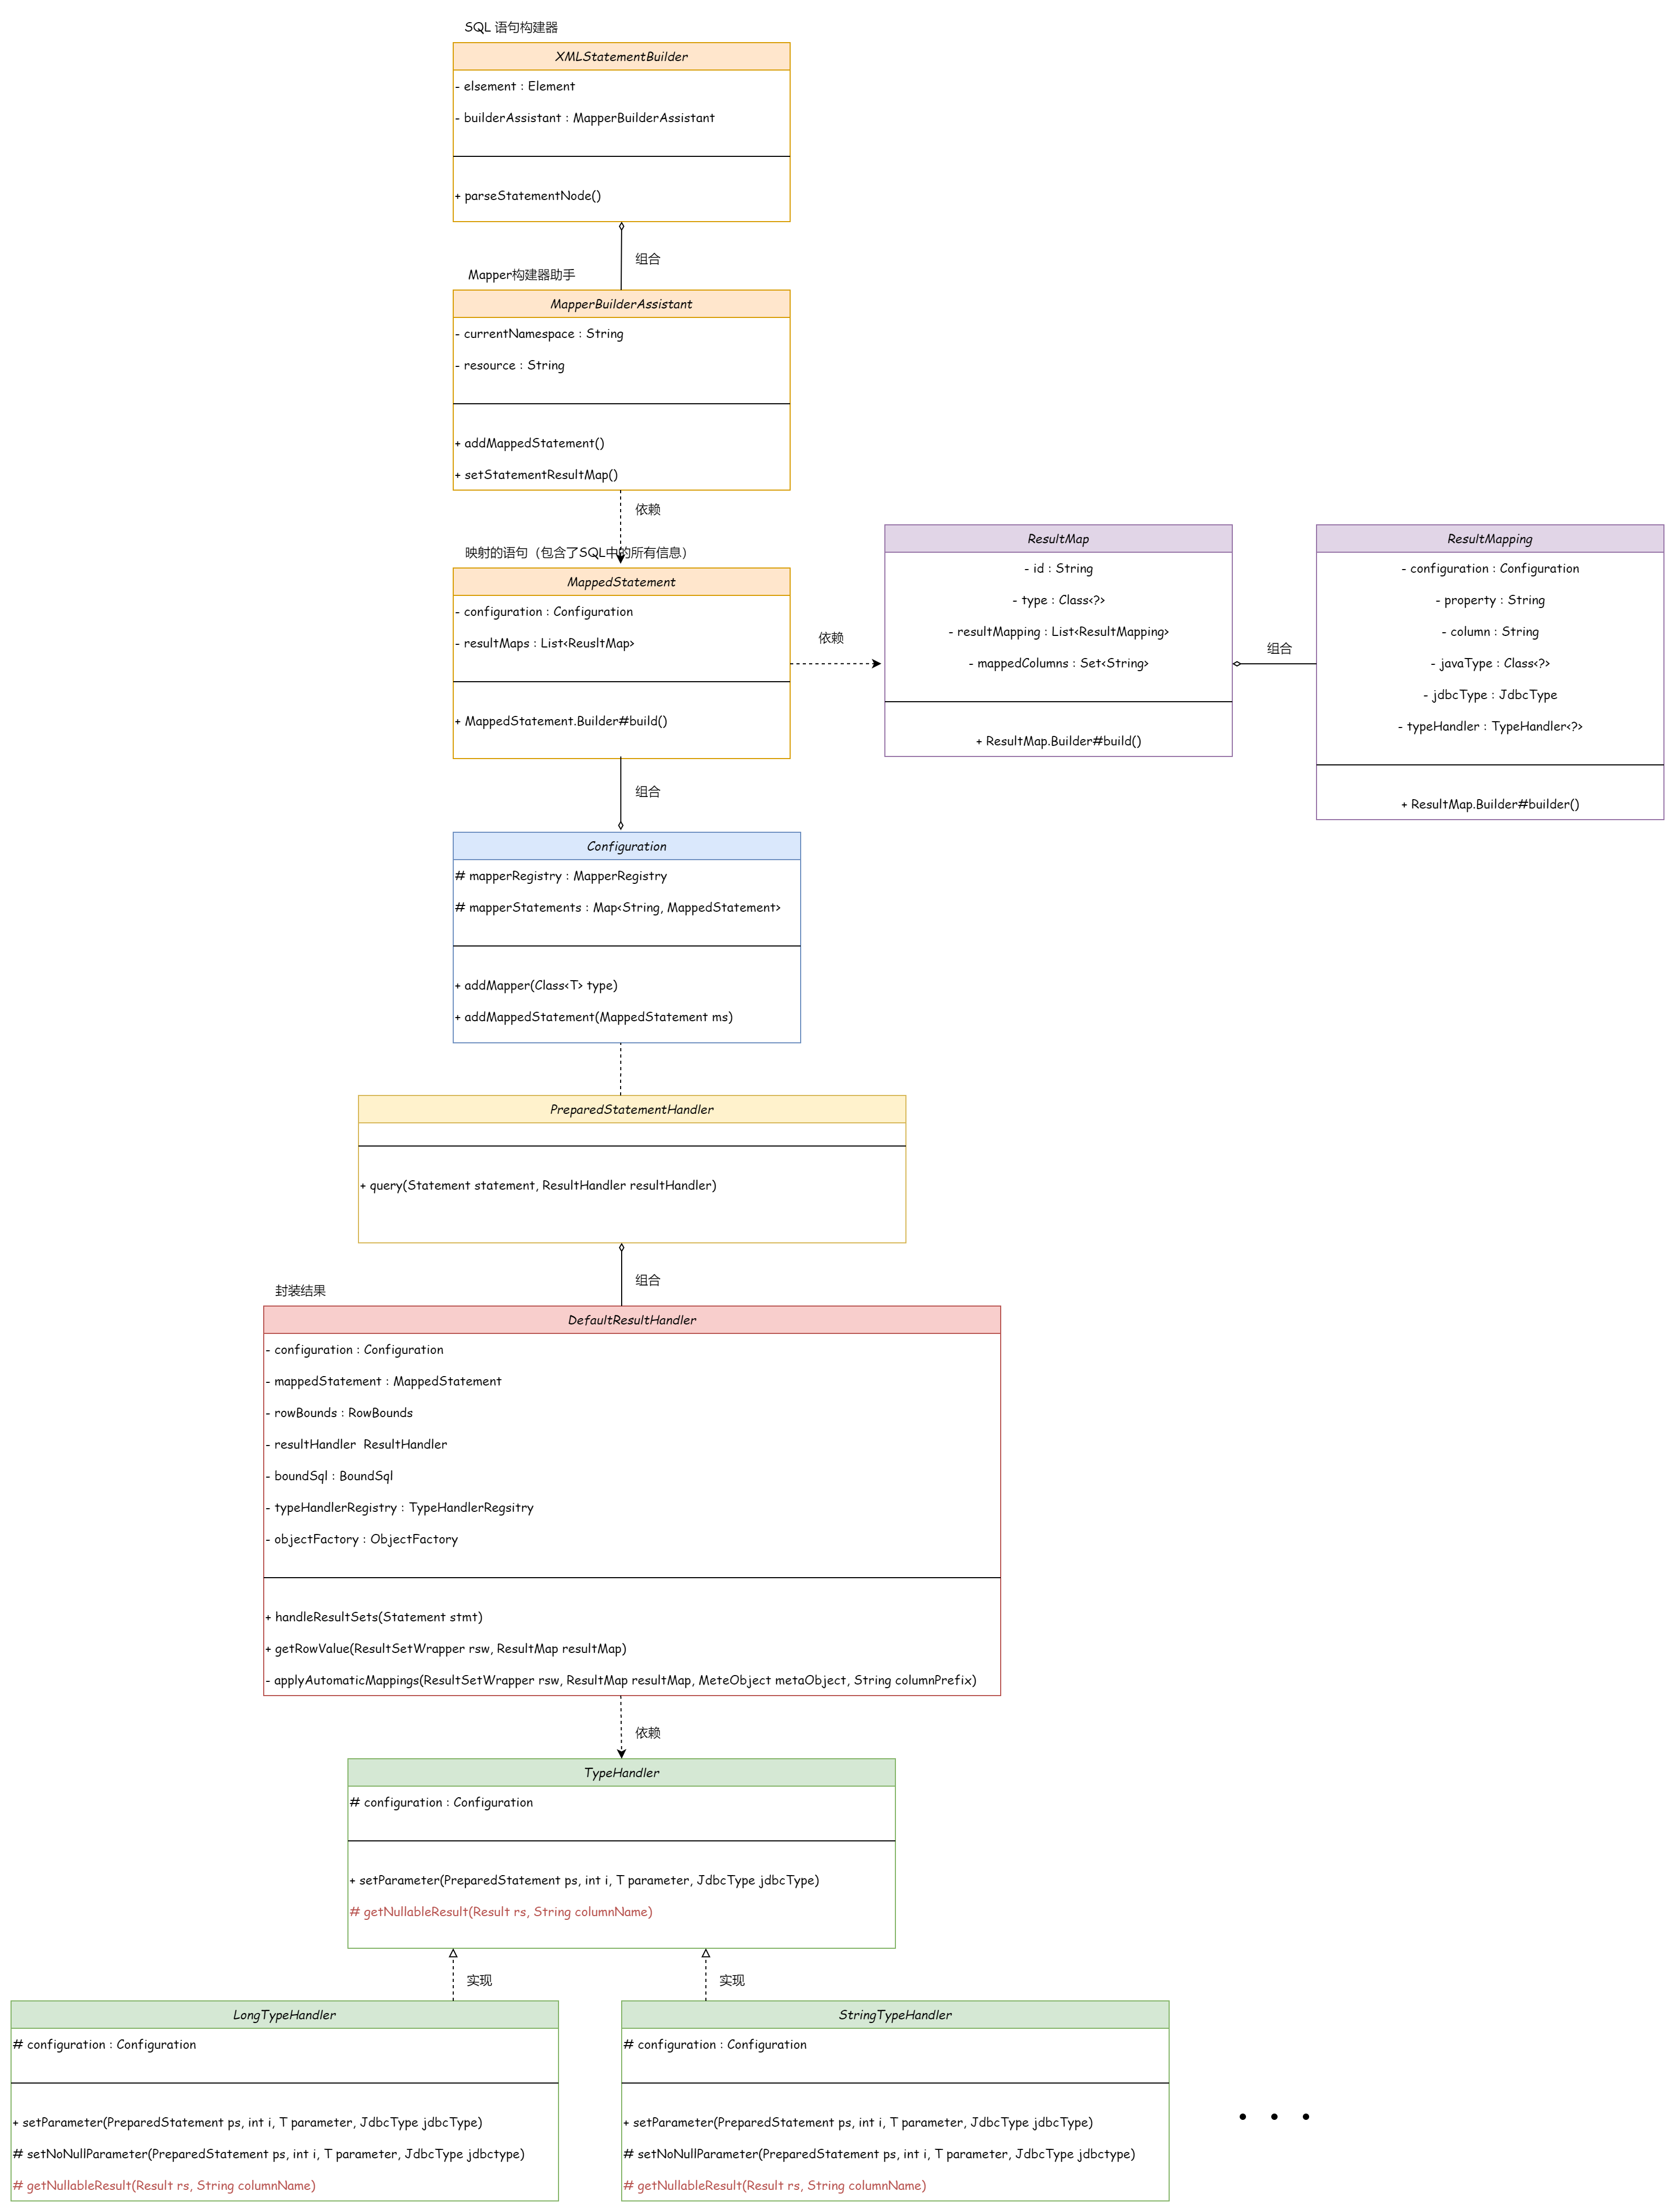 SQL 语句构建器
XMLStatementBuilder
- elsement : Element
- builderAssistant : MapperBuilderAssistant
+ parseStatementNode()
组合
Mapper构建器助手
MapperBuilderAssistant
- currentNamespace : String
- resource : String
+ addMappedStatement()
+ setStatementResultMap()
依赖
映射的语句（包含了SQL中的所有信息）
MappedStatement
- configuration : Configuration
- resultMaps : List<ReusltMap>
+ MappedStatement.Builder#build()
依赖
ResultMap
- id : String
- type : Class<?>
- resultMapping : List<ResultMapping>
- mappedColumns : Set<String>
+ ResultMap.Builder#build()
组合
ResultMapping
- configuration : Configuration
- property : String
- column : String
- javaType : Class<?>
- jdbcType : JdbcType
- typeHandler : TypeHandler<?>
+ ResultMap.Builder#builder()
组合
Configuration
# mapperRegistry : MapperRegistry
# mapperStatements : Map<String, MappedStatement>
+ addMapper(Class<T> type)
+ addMappedStatement(MappedStatement ms)
PreparedStatementHandler
+ query(Statement statement, ResultHandler resultHandler)
组合
封装结果
DefaultResultHandler
- configuration : Configuration
- mappedStatement : MappedStatement
- rowBounds : RowBounds
- resultHandler  ResultHandler
- boundSql : BoundSql
- typeHandlerRegistry : TypeHandlerRegsitry
- objectFactory : ObjectFactory
+ handleResultSets(Statement stmt)
+ getRowValue(ResultSetWrapper rsw, ResultMap resultMap)
- applyAutomaticMappings(ResultSetWrapper rsw, ResultMap resultMap, MeteObject metaObject, String columnPrefix)
依赖
TypeHandler
# configuration : Configuration
+ setParameter(PreparedStatement ps, int i, T parameter, JdbcType jdbcType)
# getNullableResult(Result rs, String columnName)
实现
实现
LongTypeHandler
# configuration : Configuration
+ setParameter(PreparedStatement ps, int i, T parameter, JdbcType jdbcType)
# setNoNullParameter(PreparedStatement ps, int i, T parameter, JdbcType jdbctype)
# getNullableResult(Result rs, String columnName)
StringTypeHandler
# configuration : Configuration
+ setParameter(PreparedStatement ps, int i, T parameter, JdbcType jdbcType)
# setNoNullParameter(PreparedStatement ps, int i, T parameter, JdbcType jdbctype)
# getNullableResult(Result rs, String columnName)